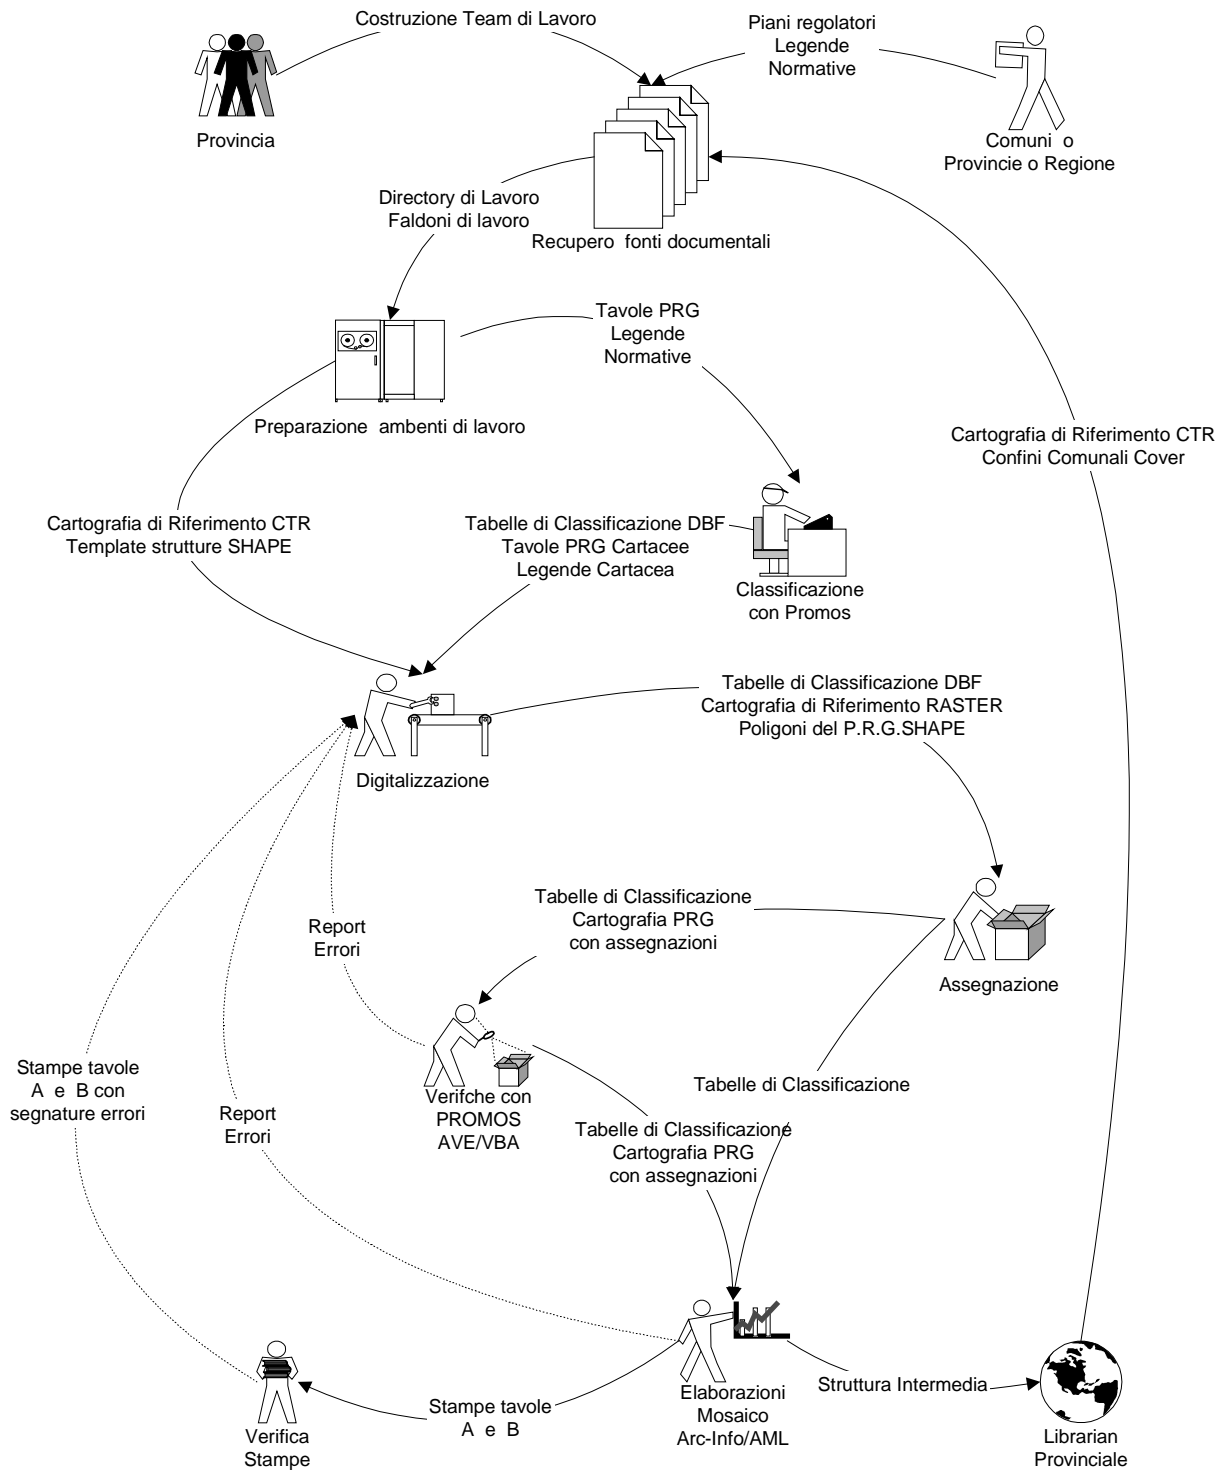 Costruzione Team di Lavoro
Piani regolatori
Legende
Normative
Provincia
Comuni o
Provincie o Regione
Directory di Lavoro
Faldoni di lavoro
Recupero fonti documentali
Tavole PRG
Legende
Normative
Preparazione ambenti di lavoro
Cartografia di Riferimento CTR
Confini Comunali Cover
Cartografia di Riferimento CTR
Template strutture SHAPE
Tabelle di Classificazione DBF
Tavole PRG Cartacee
Legende Cartacea
Classificazione
con Promos
Tabelle di Classificazione DBF
Cartografia di Riferimento RASTER
Poligoni del P.R.G.SHAPE
Digitalizzazione
Tabelle di Classificazione
Cartografia PRG
con assegnazioni
Report
Errori
Assegnazione
Stampe tavole
A e B con
segnature errori
Report
Errori
Verifche con
PROMOS
AVE/VBA
Tabelle di Classificazione
Tabelle di Classificazione
Cartografia PRG
con assegnazioni
Struttura Intermedia
Stampe tavole
A e B
Elaborazioni
Mosaico
Arc-Info/AML
Verifica
Stampe
Librarian
Provinciale